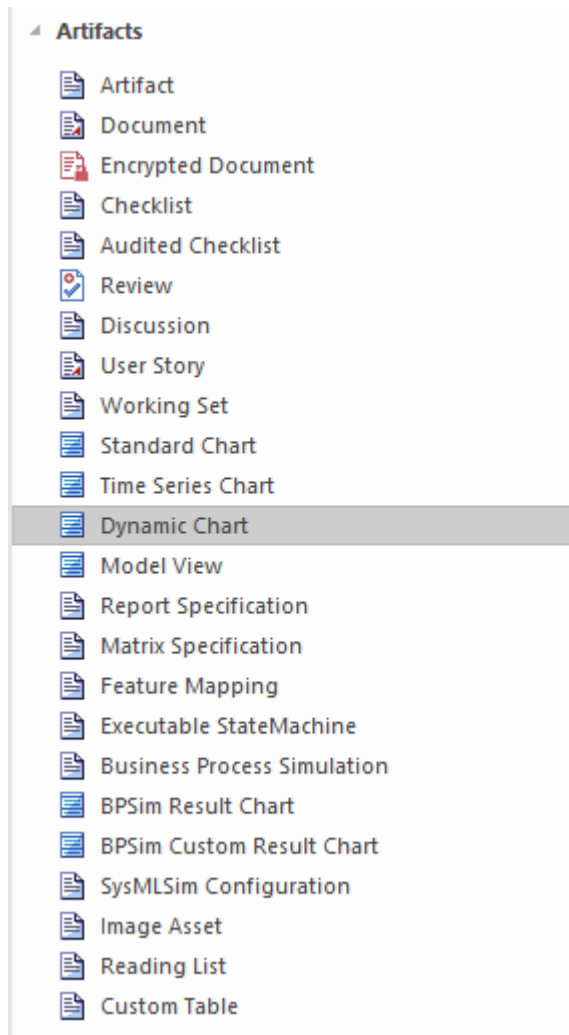 Artifacts
Artifact
Document
Encrypted Document
Checklist
Audited Checklist
Review
Discussion
User Story
Working Set
Standard Chart
Time Series Chart
Dynamic Chart
Model View
Report Specification
Matrix Specification
Feature Mapping
Executable StateMachine
Business Process Simulation
BPSim Result Chart
BPSim Custom Result Chart
SysMLSim Configuration
Image Asset
Reading List
Custom Table